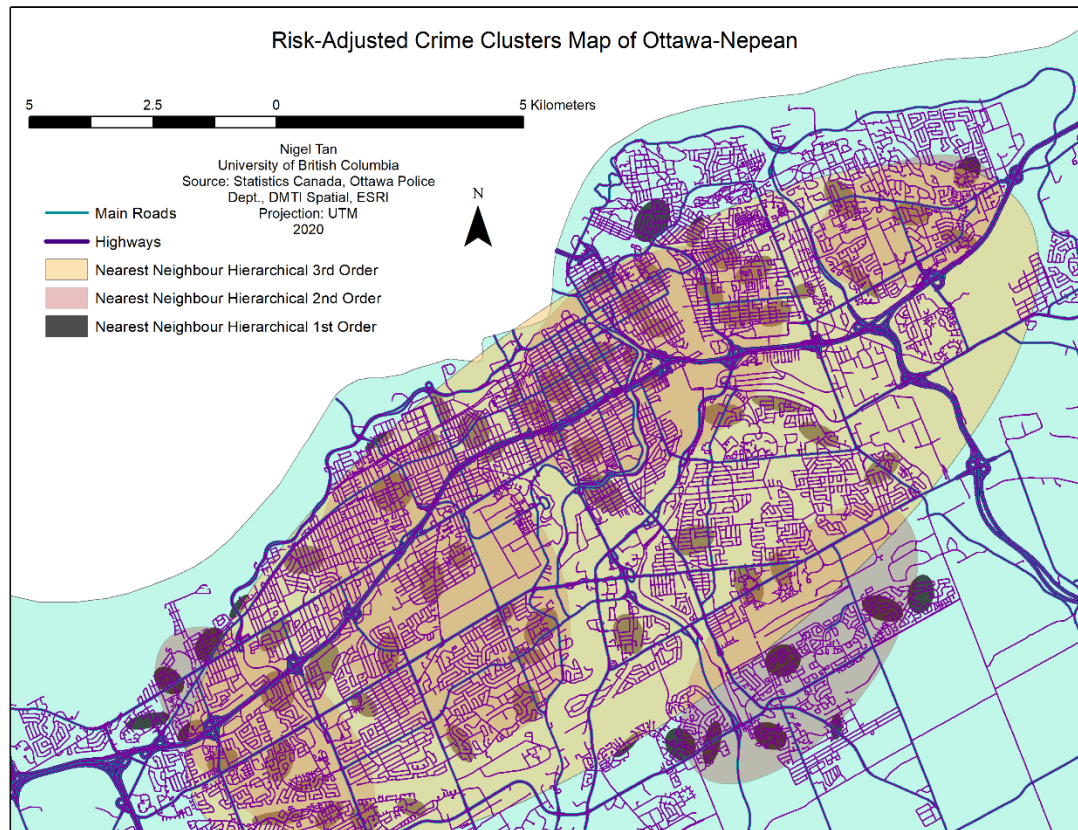 Risk-Adjusted Crime Clusters Map of Ottawa-Nepean
5 2.5 0 5 Kilometers
Nigel Tan
University of British Columbia
Source: Statistics Canada, Ottawa Police
Dept., DMTI Spatial, ESRI
Projection: UTM
2020
N
Main Roads
Highways
Nearest Neighbour Hierarchical 3rd Order
Nearest Neighbour Hierarchical 2nd Order
Nearest Neighbour Hierarchical 1st Order